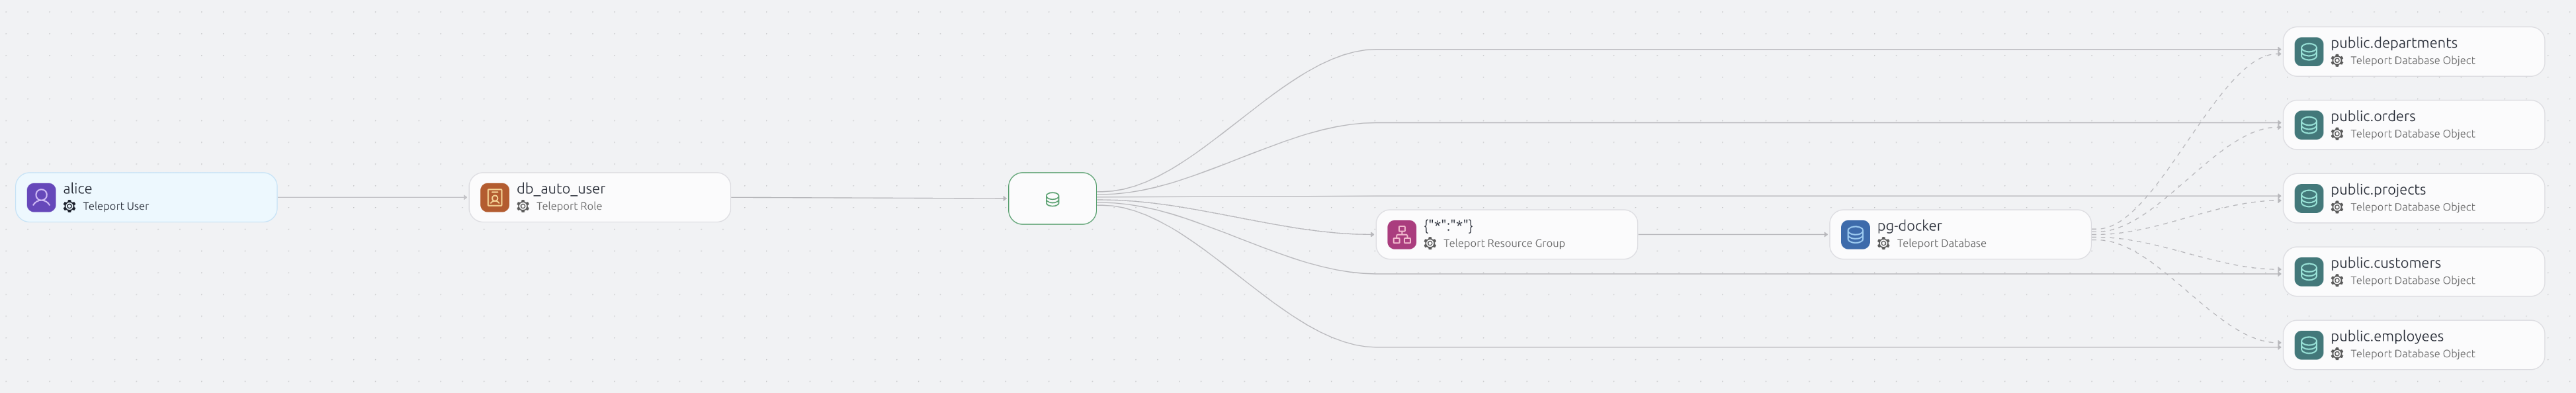 alice
Teleport User
db_auto_user
Teleport Role
{"*":"*"}
Teleport Resource Group
pg-docker
Teleport Database
public.departments
Teleport Database Object
public.orders
Teleport Database Object
public.projects
Teleport Database Object
public.customers
Teleport Database Object
public.employees
Teleport Database Object